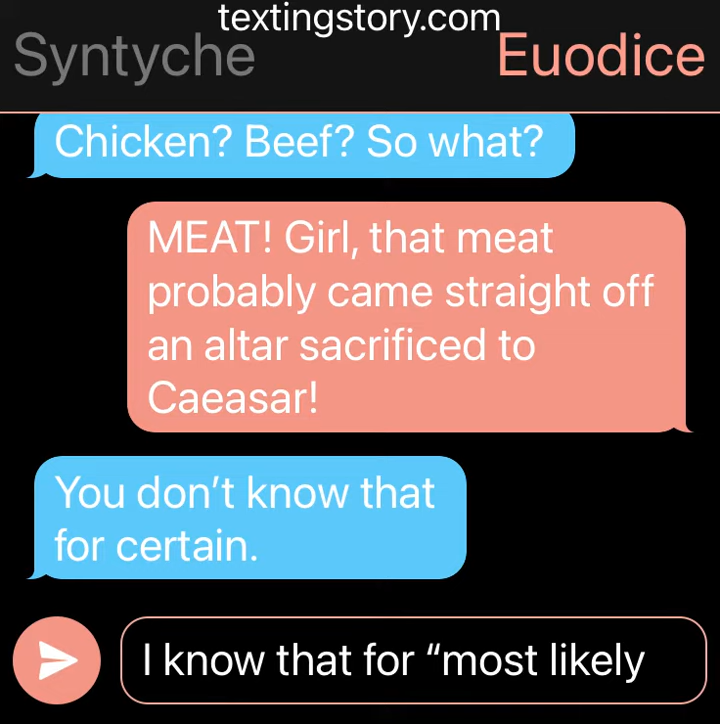 textingstory.com
Syntyche
Euodice
Chicken? Beef? So what?
MEAT! Girl, that meat
probably came straight off
an altar sacrificed to
Caeasar!
You don’t know that
for certain.
I know that for “most likely